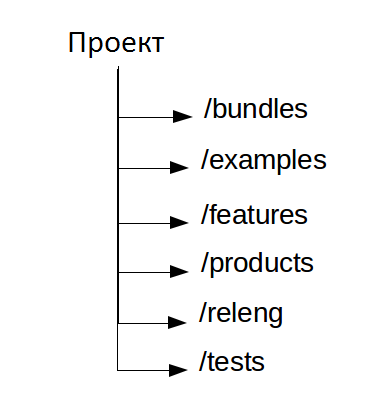 Проект
/bundles
/examples
/features
/products
/releng
/tests